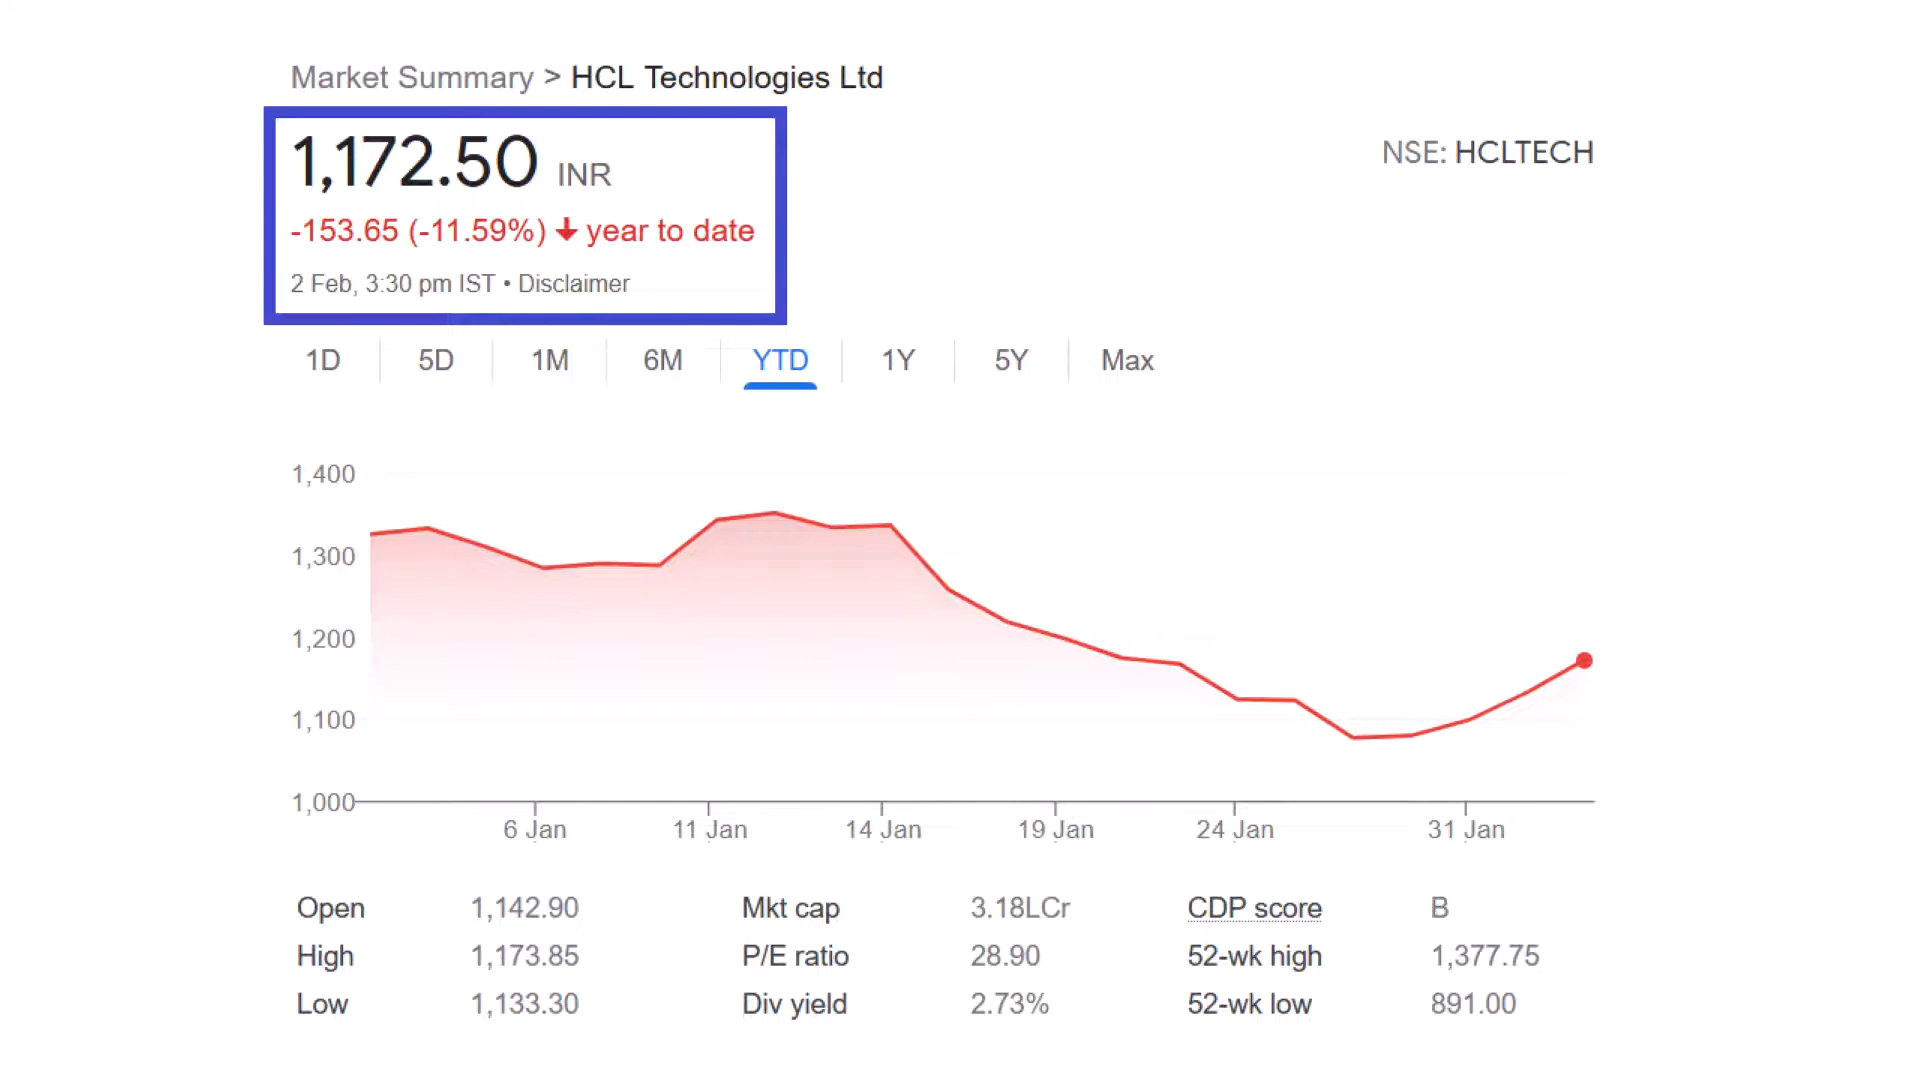 Market Summary > HCL Technologies Ltd
1,172.50 INR
NSE: HCLTECH
-153.65 (-11.59%) ↓ year to date
2 Feb, 3:30 pm IST • Disclaimer
1D 5D 1M 6M YTD 1Y 5Y Max
1,400
1,300
1,200
1,100
1,000
6 Jan 11 Jan 14 Jan 19 Jan 24 Jan 31 Jan
Open 1,142.90 Mkt cap 3.18LCr CDP score B
High 1,173.85 P/E ratio 28.90 52-wk high 1,377.75
Low 1,133.30 Div yield 2.73% 52-wk low 891.00